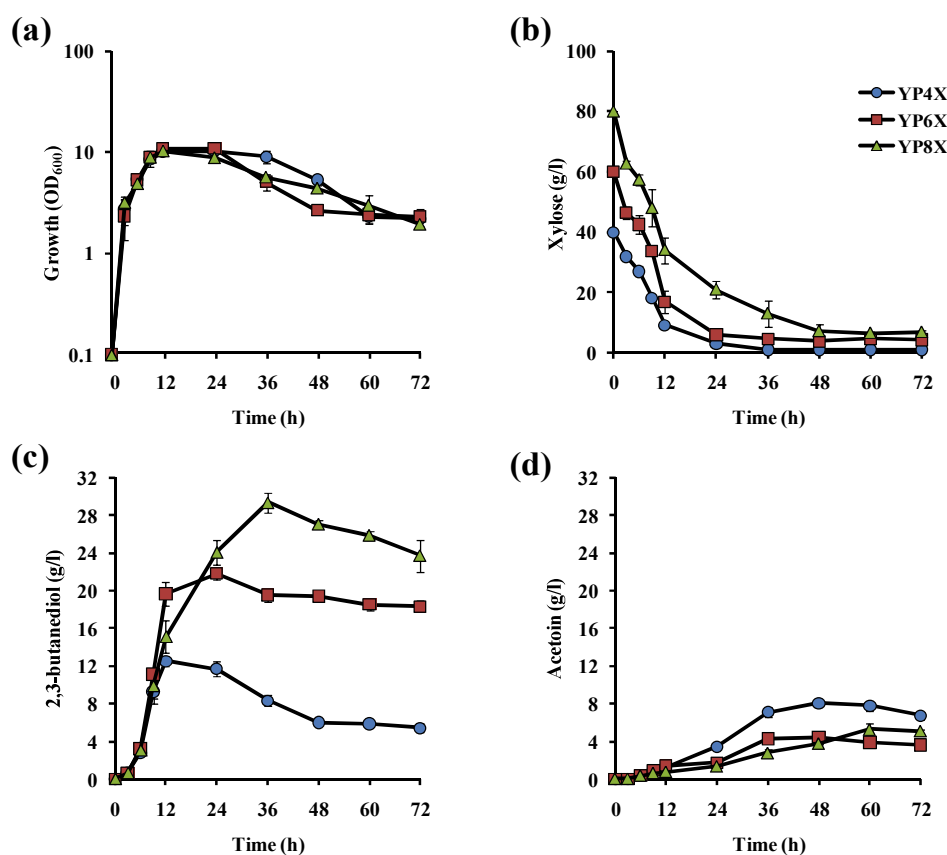 (a)
100
10
1
0.1
Growth (OD600)
0 12 24 36 48 60 72
Time (h)
(b)
100
80
60
40
20
0
Xylose (g/l)
YP4X
YP6X
YP8X
0 12 24 36 48 60 72
Time (h)
(c)
32
28
24
20
16
12
8
4
0
2,3-butanediol (g/l)
0 12 24 36 48 60 72
Time (h)
(d)
32
28
24
20
16
12
8
4
0
Acetoin (g/l)
0 12 24 36 48 60 72
Time (h)